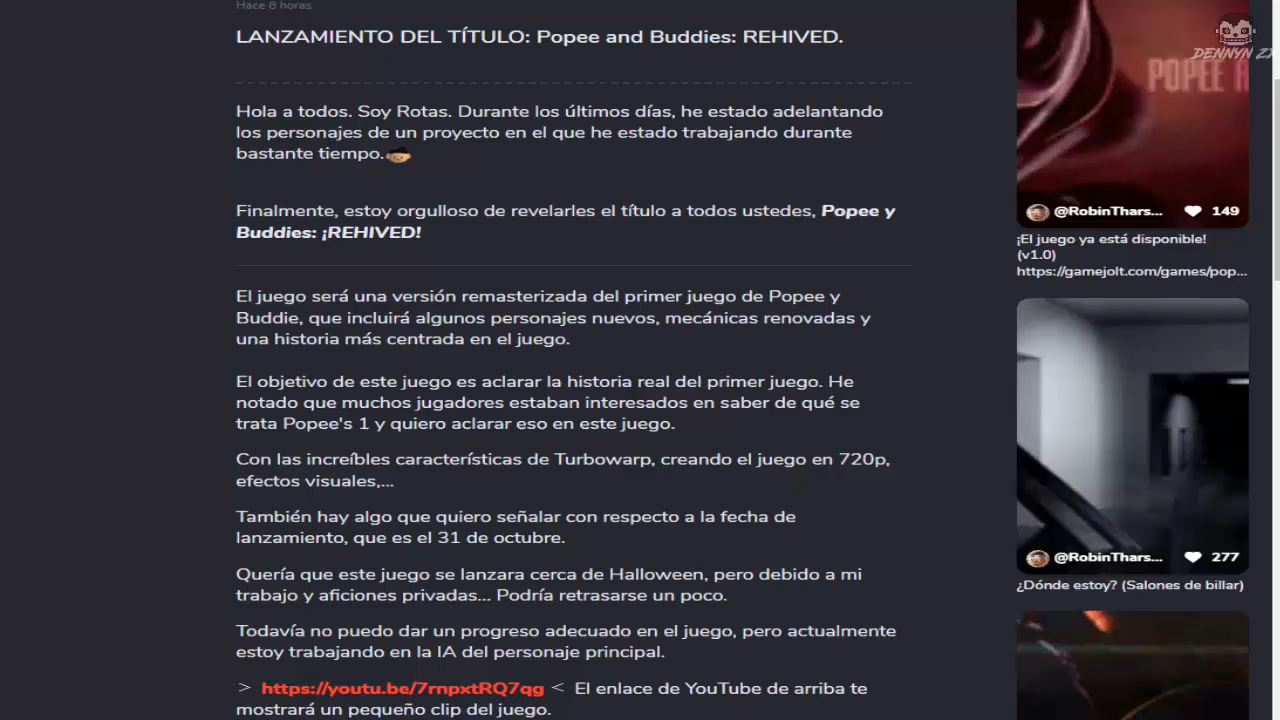 Hace 8 horas
LANZAMIENTO DEL TÍTULO: Popee and Buddies: REHIVED.
Hola a todos. Soy Rotas. Durante los últimos días, he estado adelantando
los personajes de un proyecto en el que he estado trabajando durante
bastante tiempo.
Finalmente, estoy orgulloso de revelarles el título a todos ustedes, Popee y
Buddies: ¡REHIVED!
El juego será una versión remasterizada del primer juego de Popee y
Buddie, que incluirá algunos personajes nuevos, mecánicas renovadas y
una historia más centrada en el juego.
El objetivo de este juego es aclarar la historia real del primer juego. He
notado que muchos jugadores estaban interesados en saber de qué se
trata Popee's 1 y quiero aclarar eso en este juego.
Con las increíbles características de Turbowarp, creando el juego en 720p,
efectos visuales,...
También hay algo que quiero señalar con respecto a la fecha de
lanzamiento, que es el 31 de octubre.
Quería que este juego se lanzara cerca de Halloween, pero debido a mi
trabajo y aficiones privadas... Podría retrasarse un poco.
Todavía no puedo dar un progreso adecuado en el juego, pero actualmente
estoy trabajando en la IA del personaje principal.
> https://youtu.be/7rnpxtRQ7qg < El enlace de YouTube de arriba te
mostrará un pequeño clip del juego.
DENNYN ZX
POPEE
@RobinThars... 149
¡El juego ya está disponible!
(v1.0)
https://gamejolt.com/games/pop...
@RobinThars... 277
¿Dónde estoy? (Salones de billar)